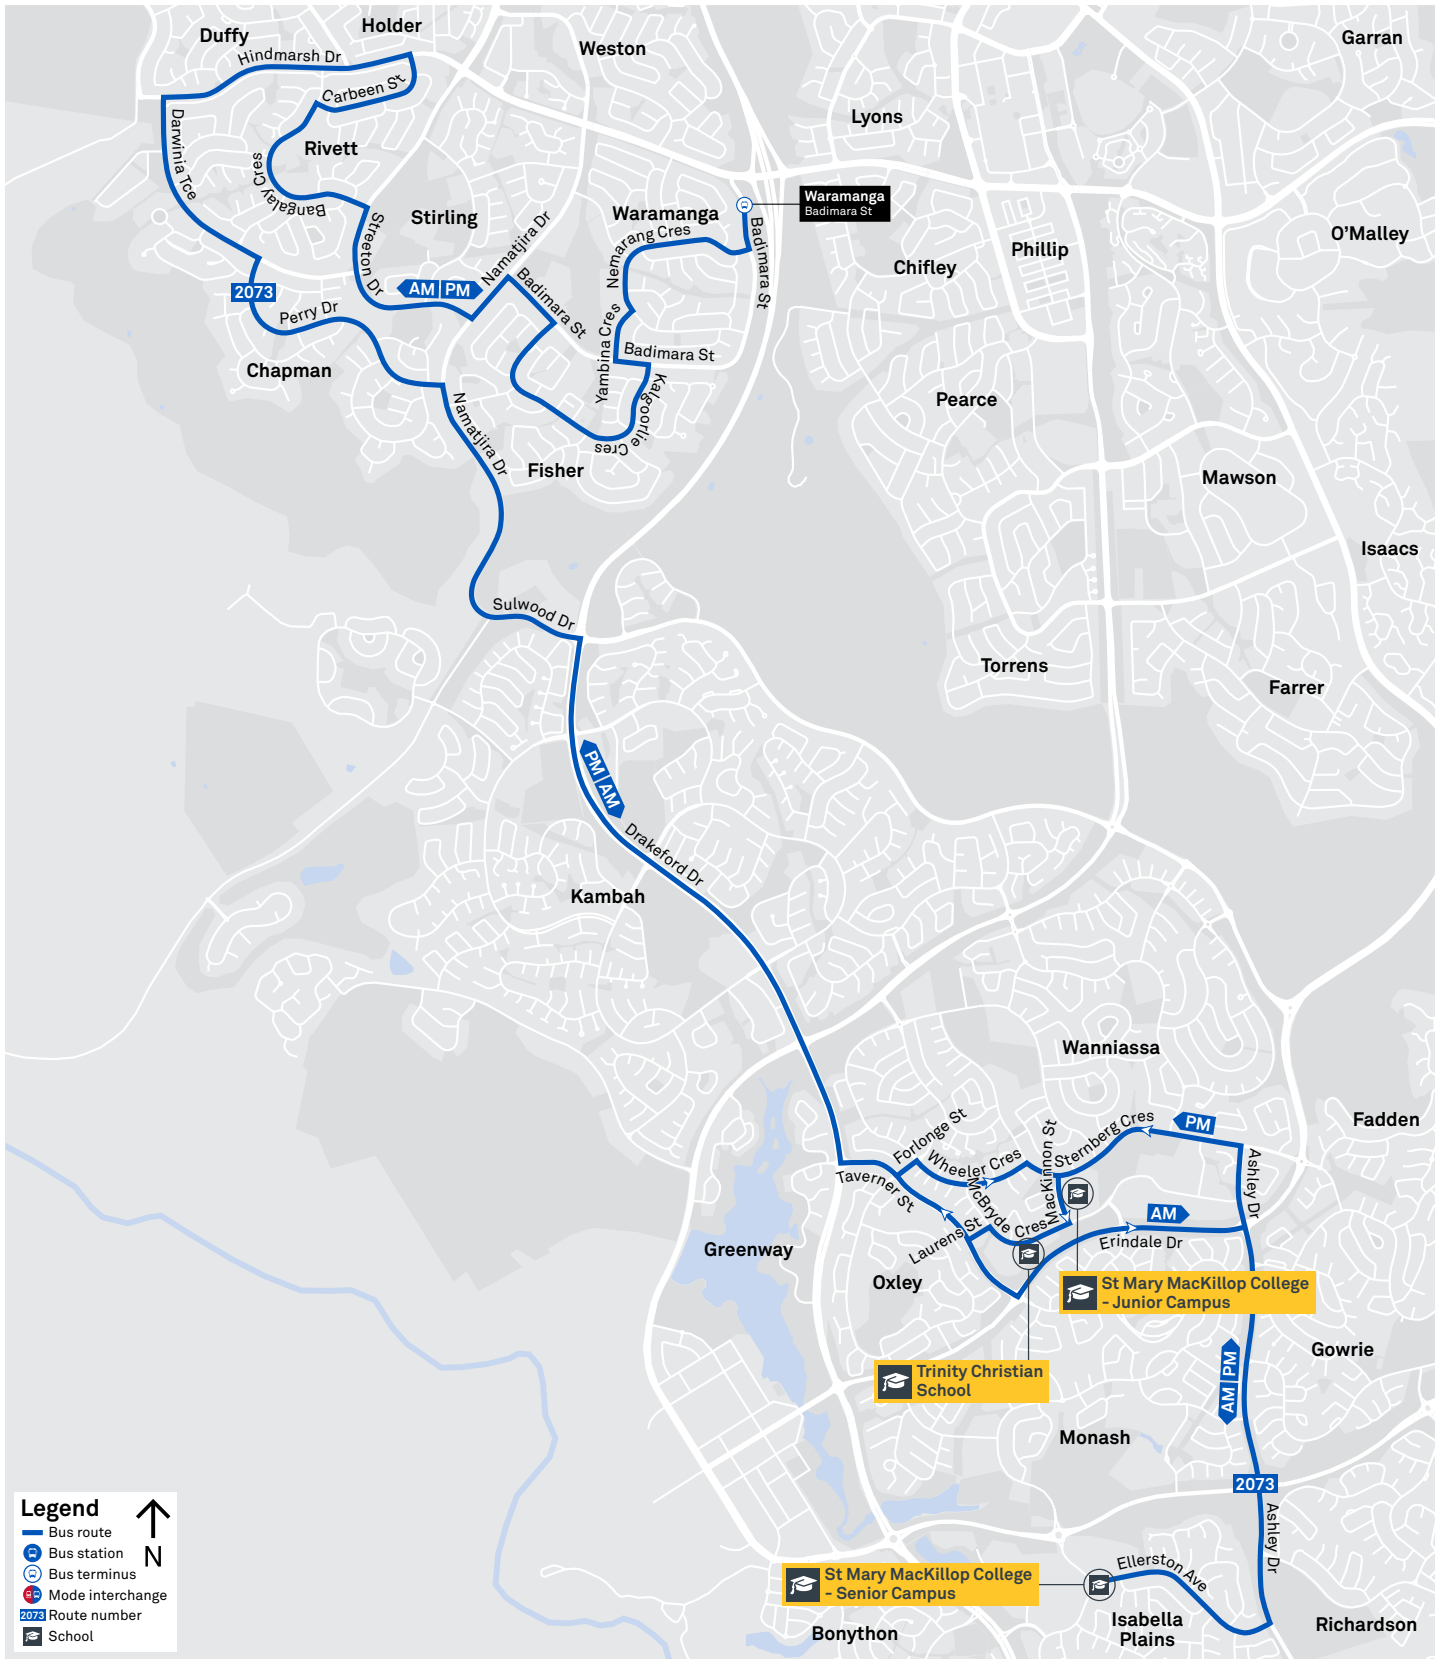 Duffy
Holder
Weston
Garran
Hindmarsh Dr
Carbeen St
Lyons
Darwinia Tce
Rivett
Bangalay Cres
Waramanga
Badimara St
Stirling
Waramanga
Streeton Dr
Namatjira Dr
Nemarang Cres
Badimara St
Phillip
O'Malley
Chifley
2073
AM PM
Badimara St
Perry Dr
Yambina Cres
Badimara St
Chapman
Kalgoorlie Cres
Pearce
Namatjira Dr
Fisher
Mawson
Isaacs
Sulwood Dr
Torrens
Farrer
PM AM
Drakeford Dr
Kambah
Wanniassa
Fadden
Forlonge St
Wheeler Cres
MacKinnon St
Sternberg Cres
PM
Ashley Dr
Taverner St
McBryde Cres
AM
Laurens St
Erindale Dr
Greenway
Oxley
St Mary MacKillop College
- Junior Campus
Gowrie
Trinity Christian
School
AM PM
Monash
2073
Ashley Dr
Ellerston Ave
St Mary MacKillop College
- Senior Campus
Isabella
Plains
Richardson
Bonython
Legend
Bus route
Bus station
N
Bus terminus
Mode interchange
2073 Route number
School